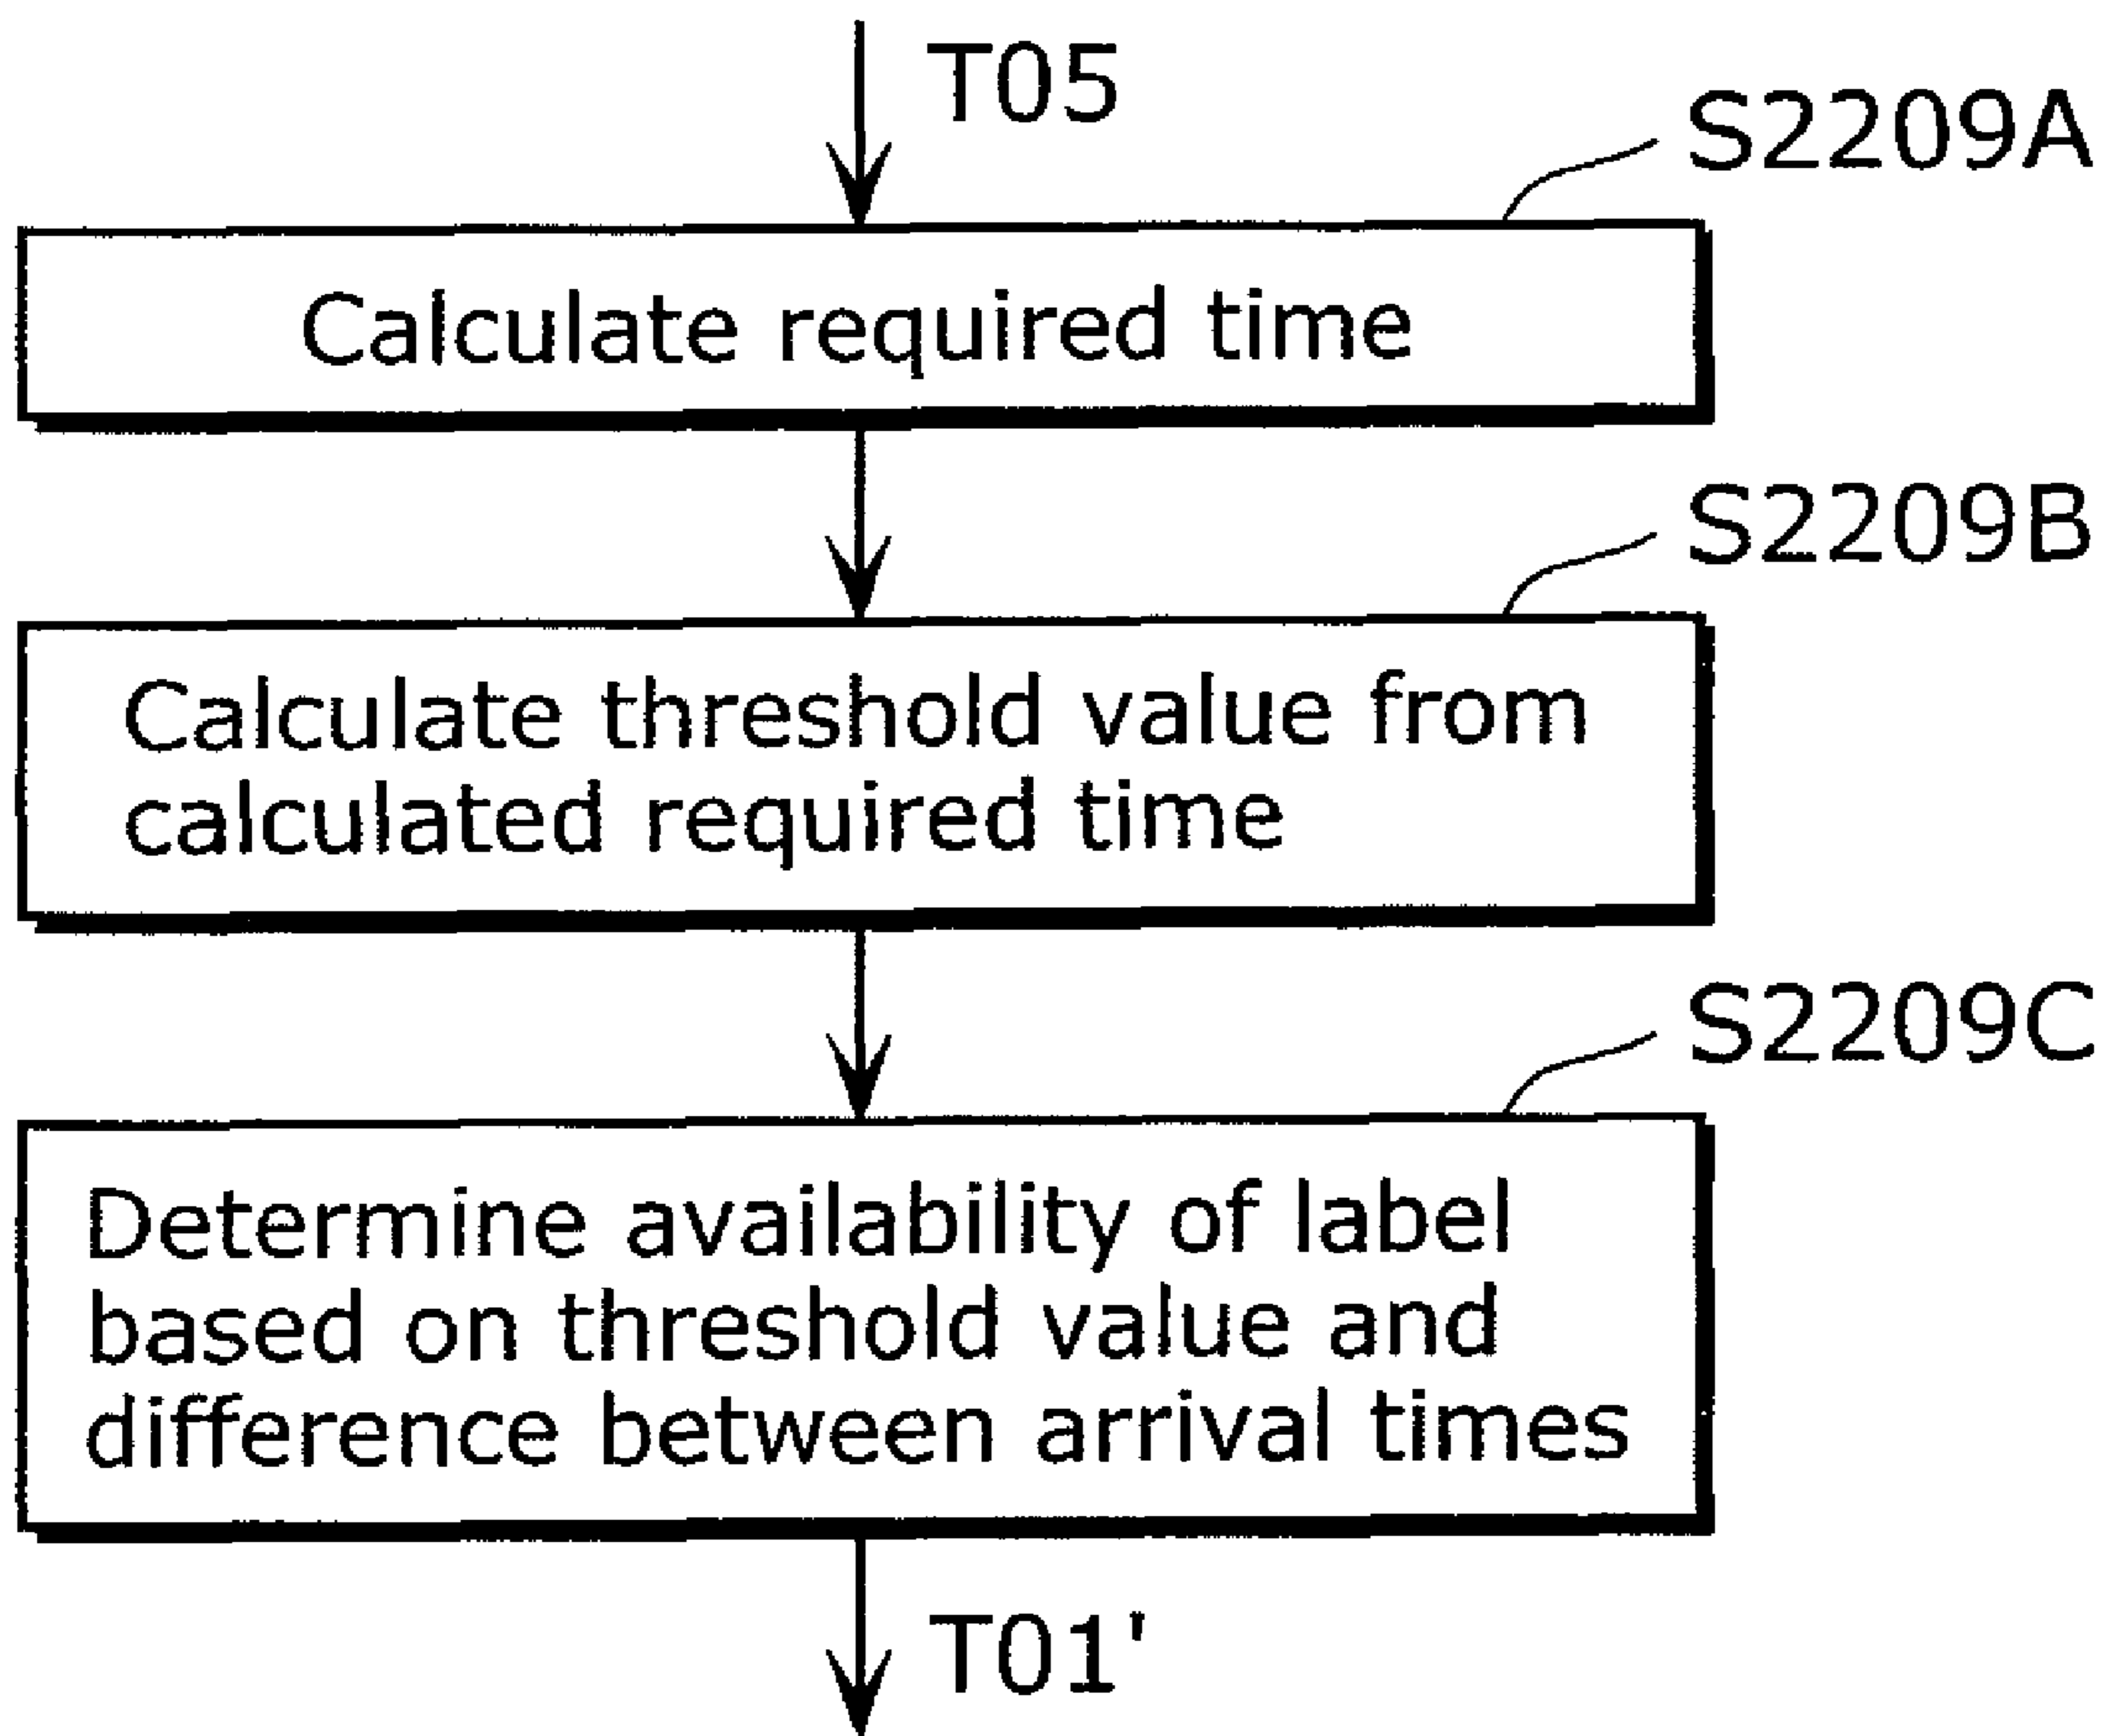 T05
S2209A
Calculate required time
S2209B
Calculate threshold value from
calculated required time
S2209C
Determine availability of label
based on threshold value and
difference between arrival times
T01'